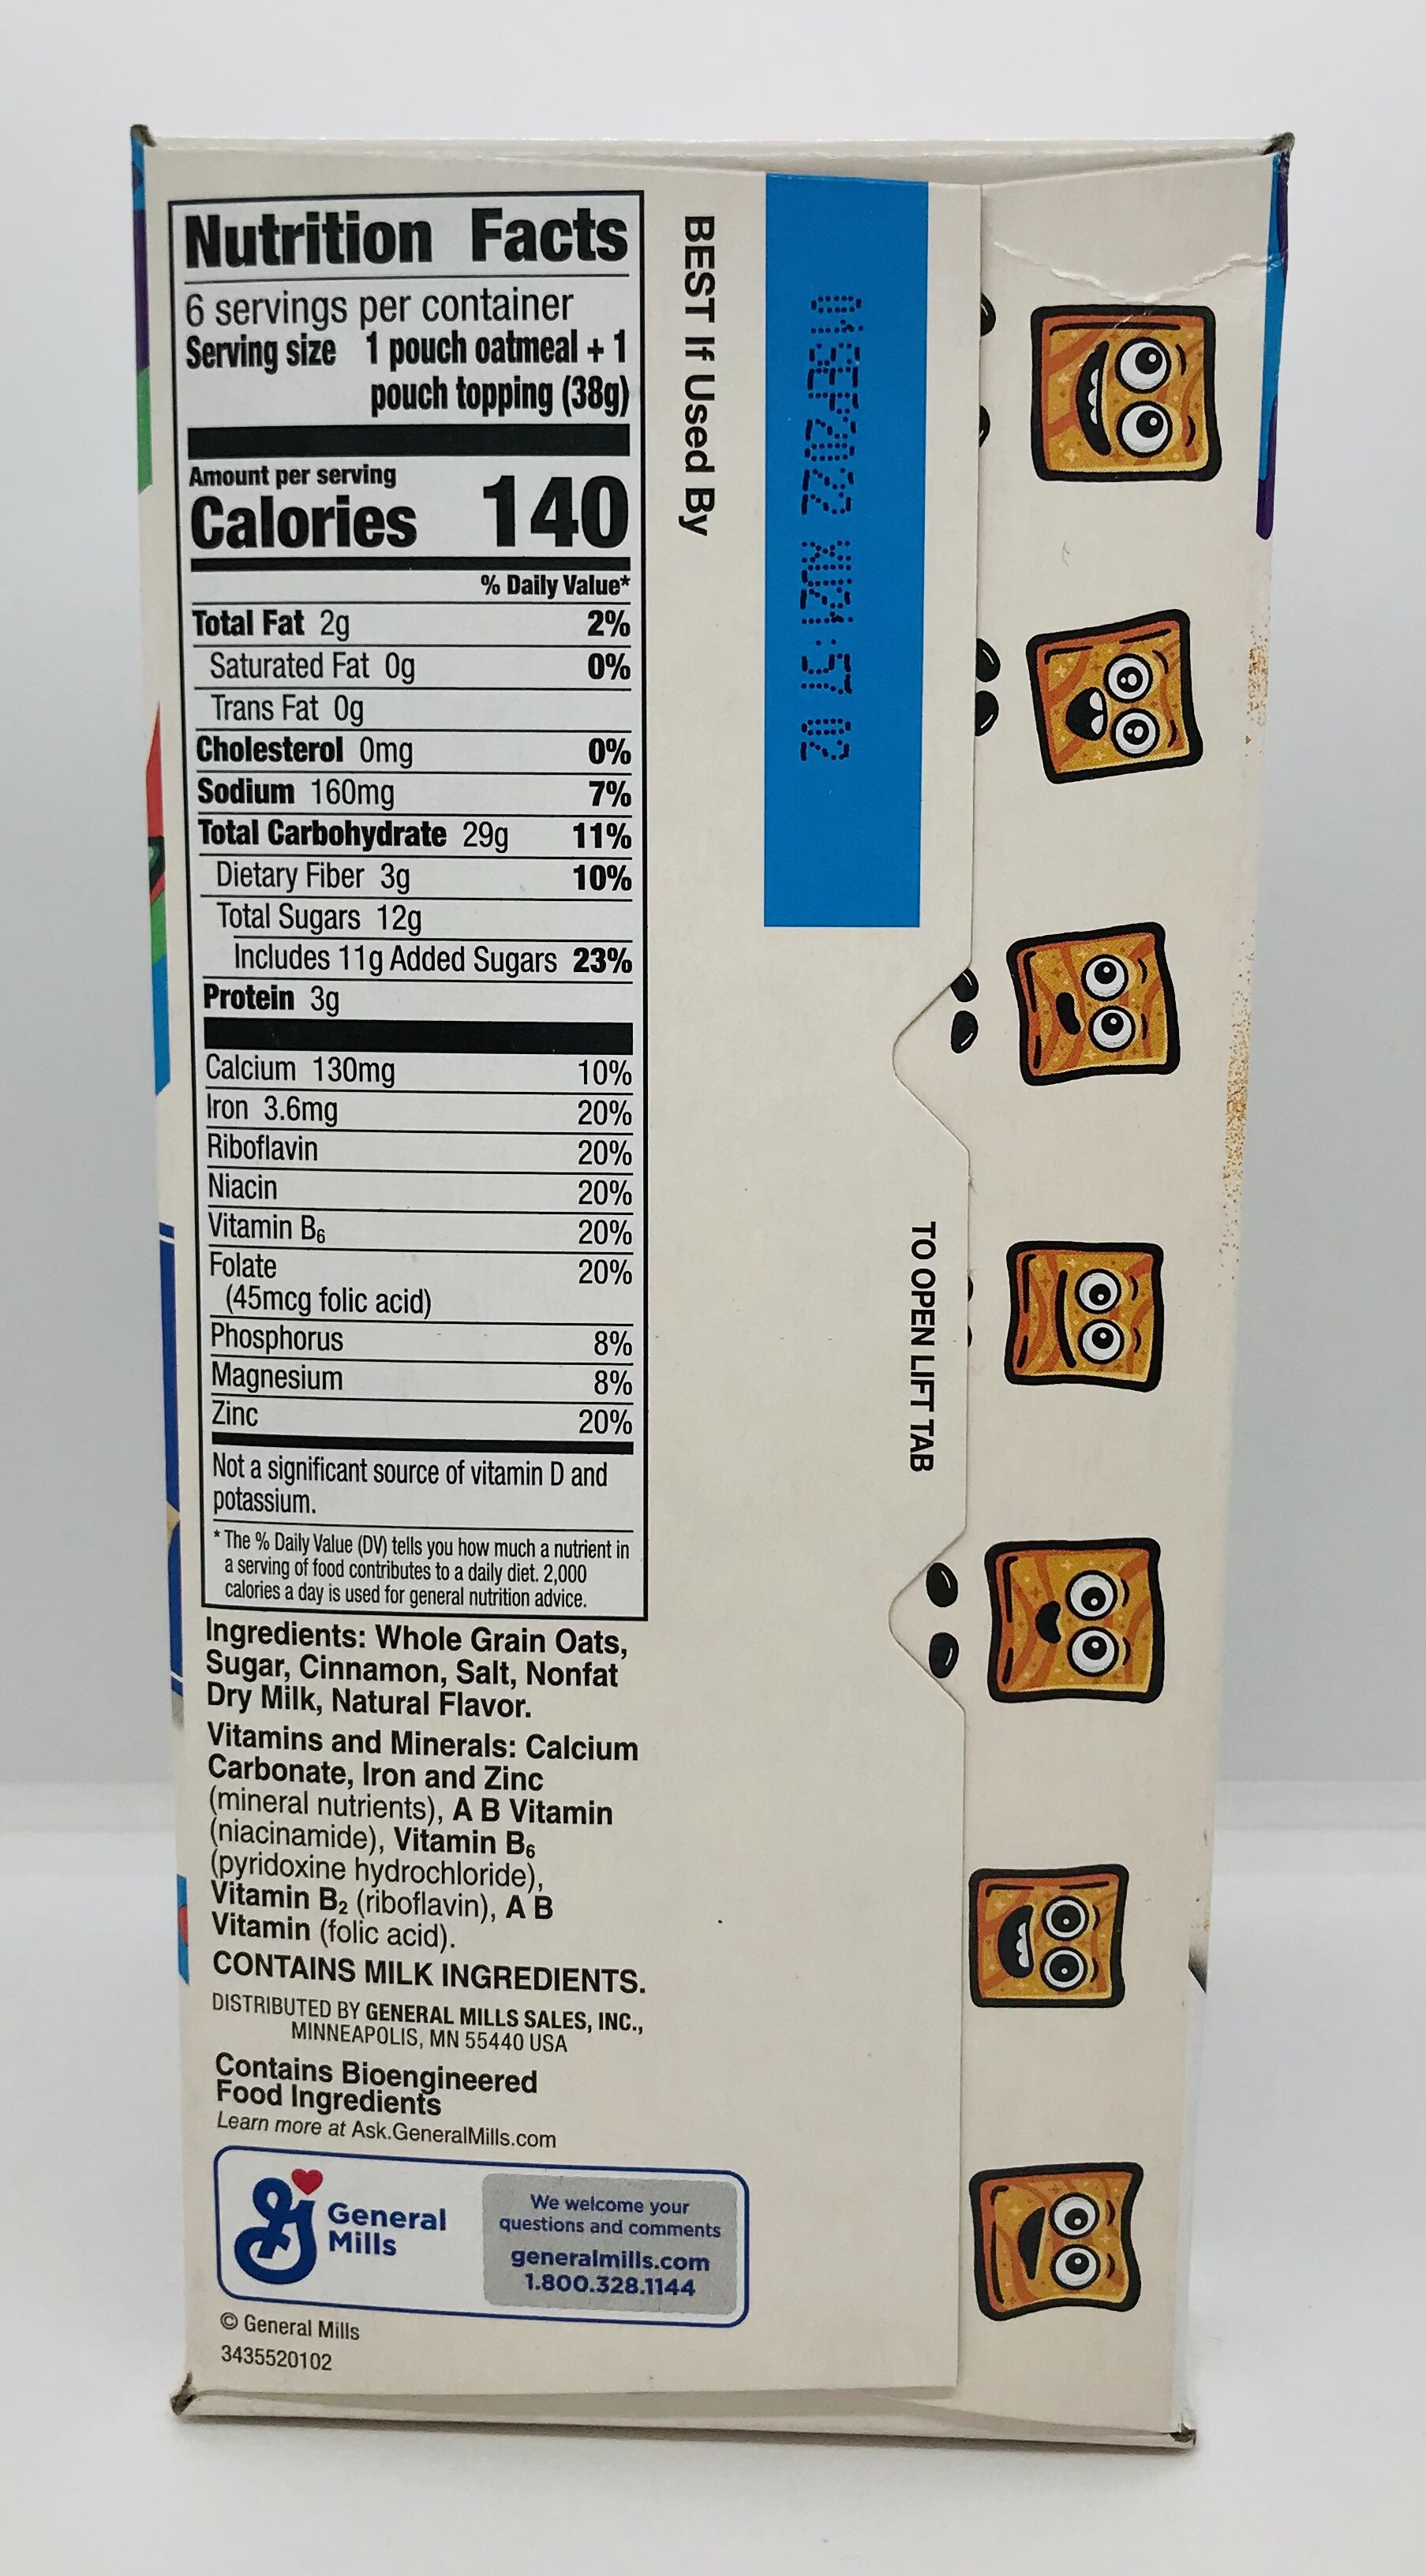 Nutrition Facts
6 servings per container
Serving size 1 pouch oatmeal + 1
pouch topping (38g)
Amount per serving
Calories 140
% Daily Value*
Total Fat 2g 2%
Saturated Fat 0g 0%
Trans Fat 0g
Cholesterol 0mg 0%
Sodium 160mg 7%
Total Carbohydrate 29g 11%
Dietary Fiber 3g 10%
Total Sugars 12g
Includes 11g Added Sugars 23%
Protein 3g
Calcium 130mg 10%
Iron 3.6mg 20%
Riboflavin 20%
Niacin 20%
Vitamin B6 20%
Folate 20%
(45mcg folic acid)
Phosphorus 8%
Magnesium 8%
Zinc 20%
Not a significant source of vitamin D and
potassium.
* The % Daily Value (DV) tells you how much a nutrient in
a serving of food contributes to a daily diet. 2,000
calories a day is used for general nutrition advice.
Ingredients: Whole Grain Oats,
Sugar, Cinnamon, Salt, Nonfat
Dry Milk, Natural Flavor.
Vitamins and Minerals: Calcium
Carbonate, Iron and Zinc
(mineral nutrients), A B Vitamin
(niacinamide), Vitamin B6
(pyridoxine hydrochloride),
Vitamin B2 (riboflavin), A B
Vitamin (folic acid).
CONTAINS MILK INGREDIENTS.
DISTRIBUTED BY GENERAL MILLS SALES, INC.,
MINNEAPOLIS, MN 55440 USA
Contains Bioengineered
Food Ingredients
Learn more at Ask.GeneralMills.com
General
Mills
We welcome your
questions and comments
generalmills.com
1.800.328.1144
© General Mills
3435520102
BEST If Used By
01SEP2022
02
TO OPEN LIFT TAB